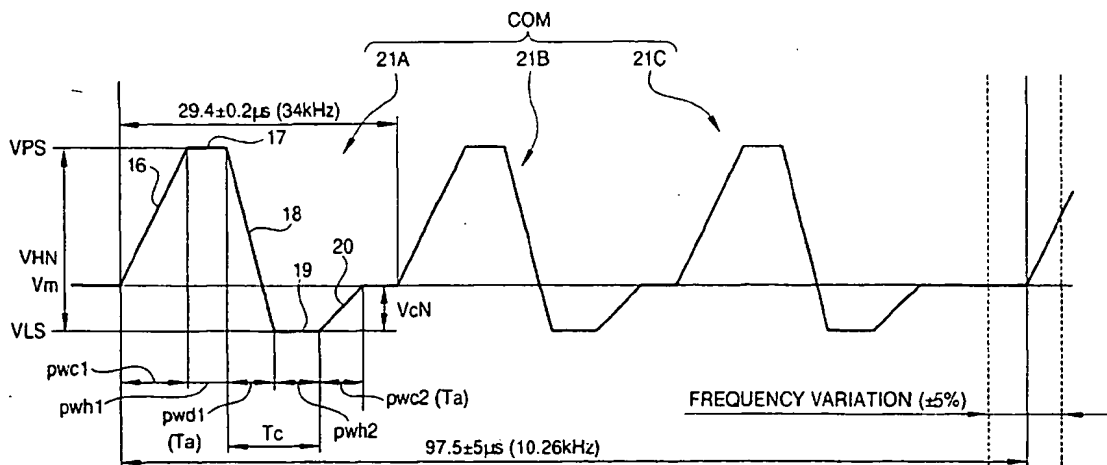 COM
21A 21B 21C
29.4±0.2μs (34kHz)
17
VPS
16
18
VHN
20
19
Vm
VcN
VLS
pwc1
pwh1
pwd1
(Ta)
Tc
pwh2
pwc2 (Ta)
FREQUENCY VARIATION (±5%)
97.5±5μs (10.26kHz)